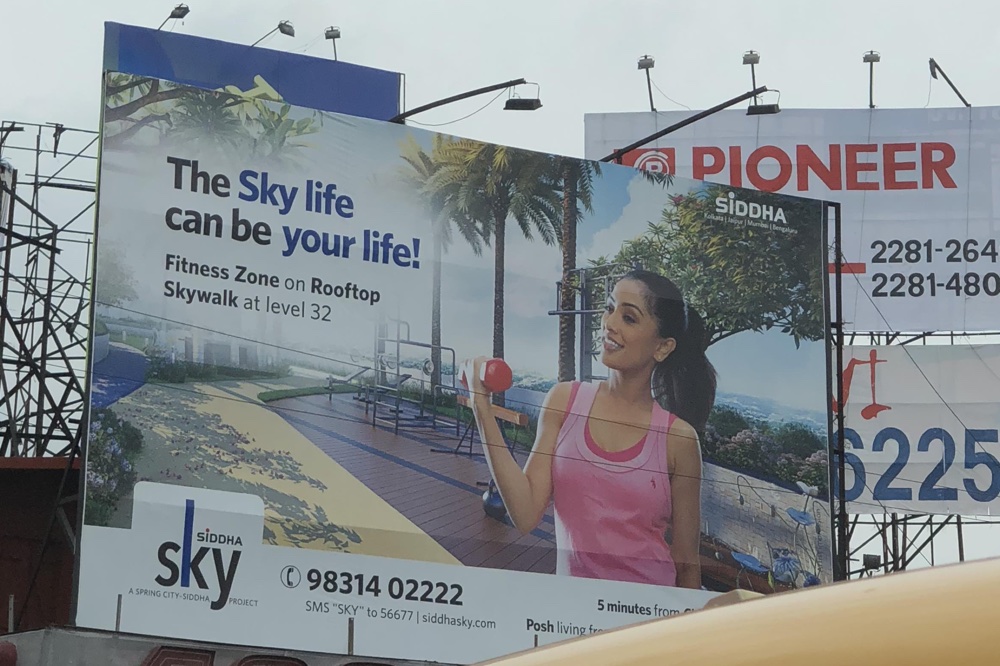 The Sky life
can be your life!
Fitness Zone on Rooftop
Skywalk at level 32
SiDDHA
Kolkata | Jaipur | Mumbai | Bengaluru
SiDDHA
sky
A SPRING CITY-SIDDHA PROJECT
98314 02222
SMS "SKY" to 56677 | siddhasky.com
5 minutes from
Posh living
PIONEER
2281-264
2281-480
6225